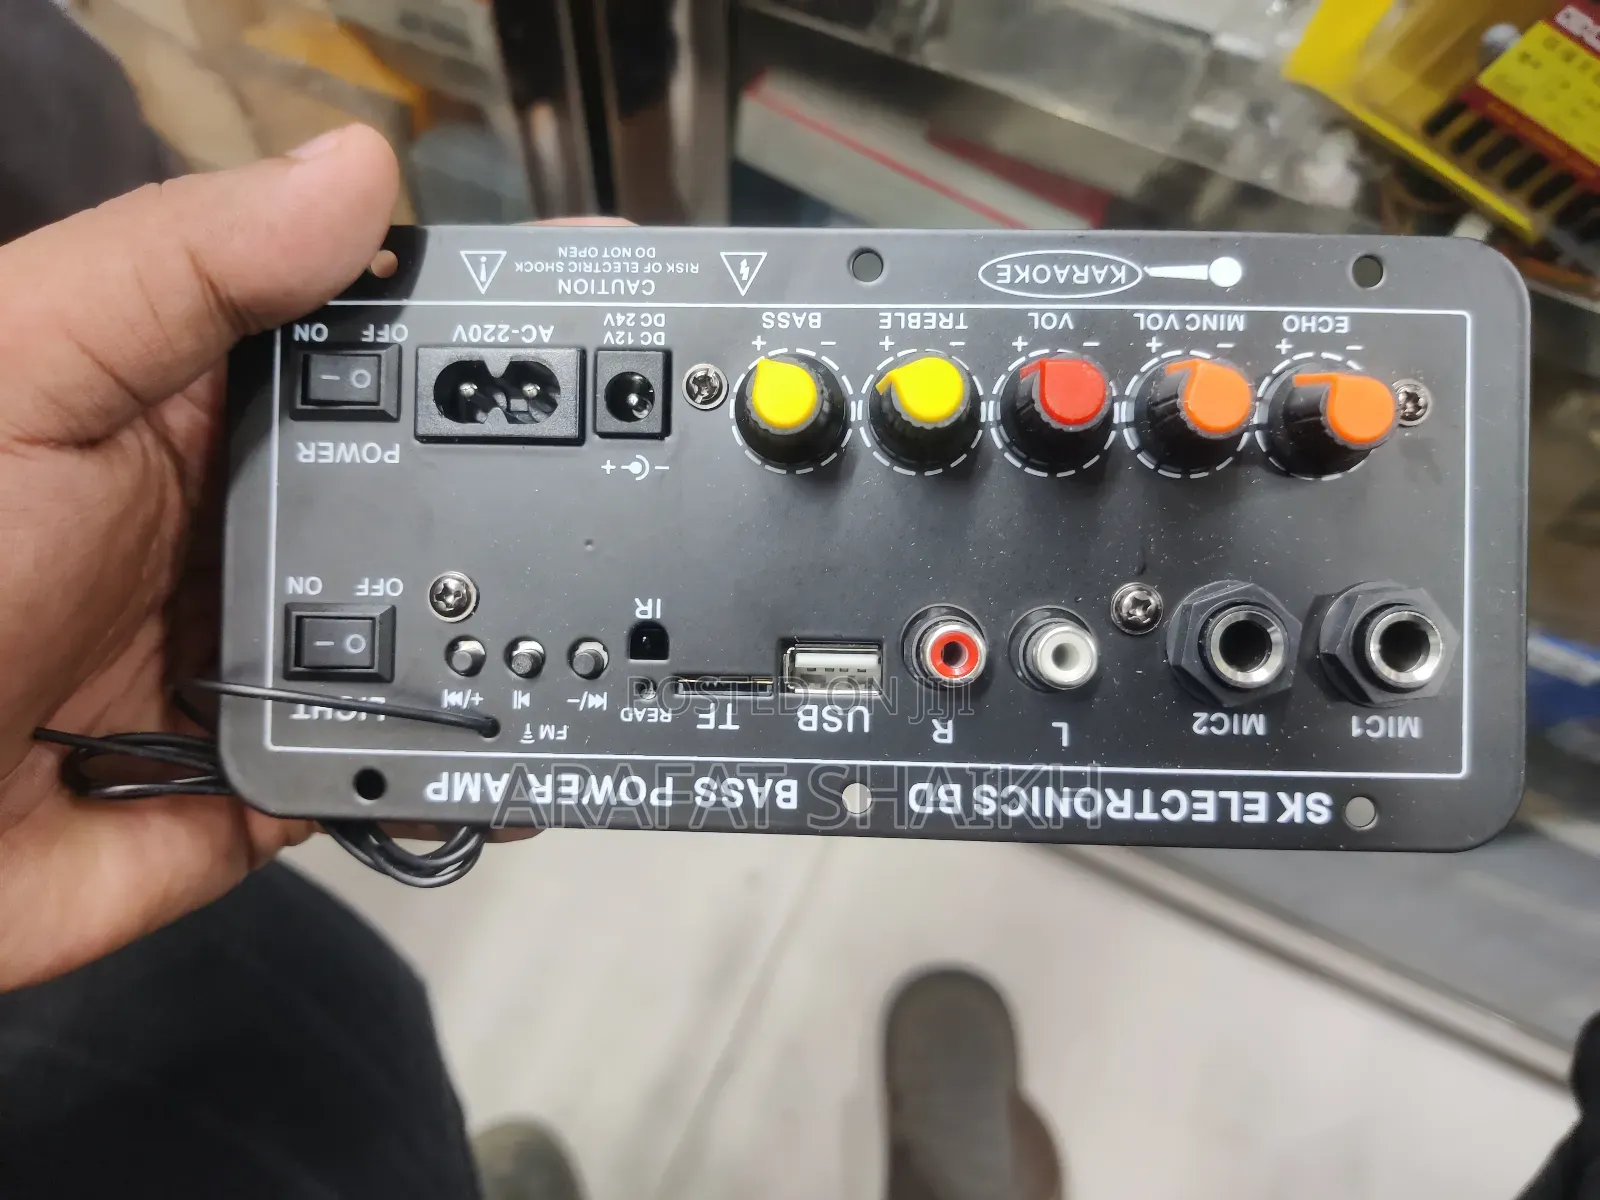 SK ELECTRONICS BD BASS POWER AMP
MIC1 MIC2 L R USB TF READ FM LIGHT
+/⏭ ⏯ ⏮/−
IR
OFF ON
ECHO MINC VOL VOL TREBLE BASS
− + − + − + − + − +
− +
POWER
DC 12V
DC 24V
AC-220V
OFF ON
KARAOKE
CAUTION
RISK OF ELECTRIC SHOCK
DO NOT OPEN
POSTED ON JIJI
ARAFAT SHAIKH